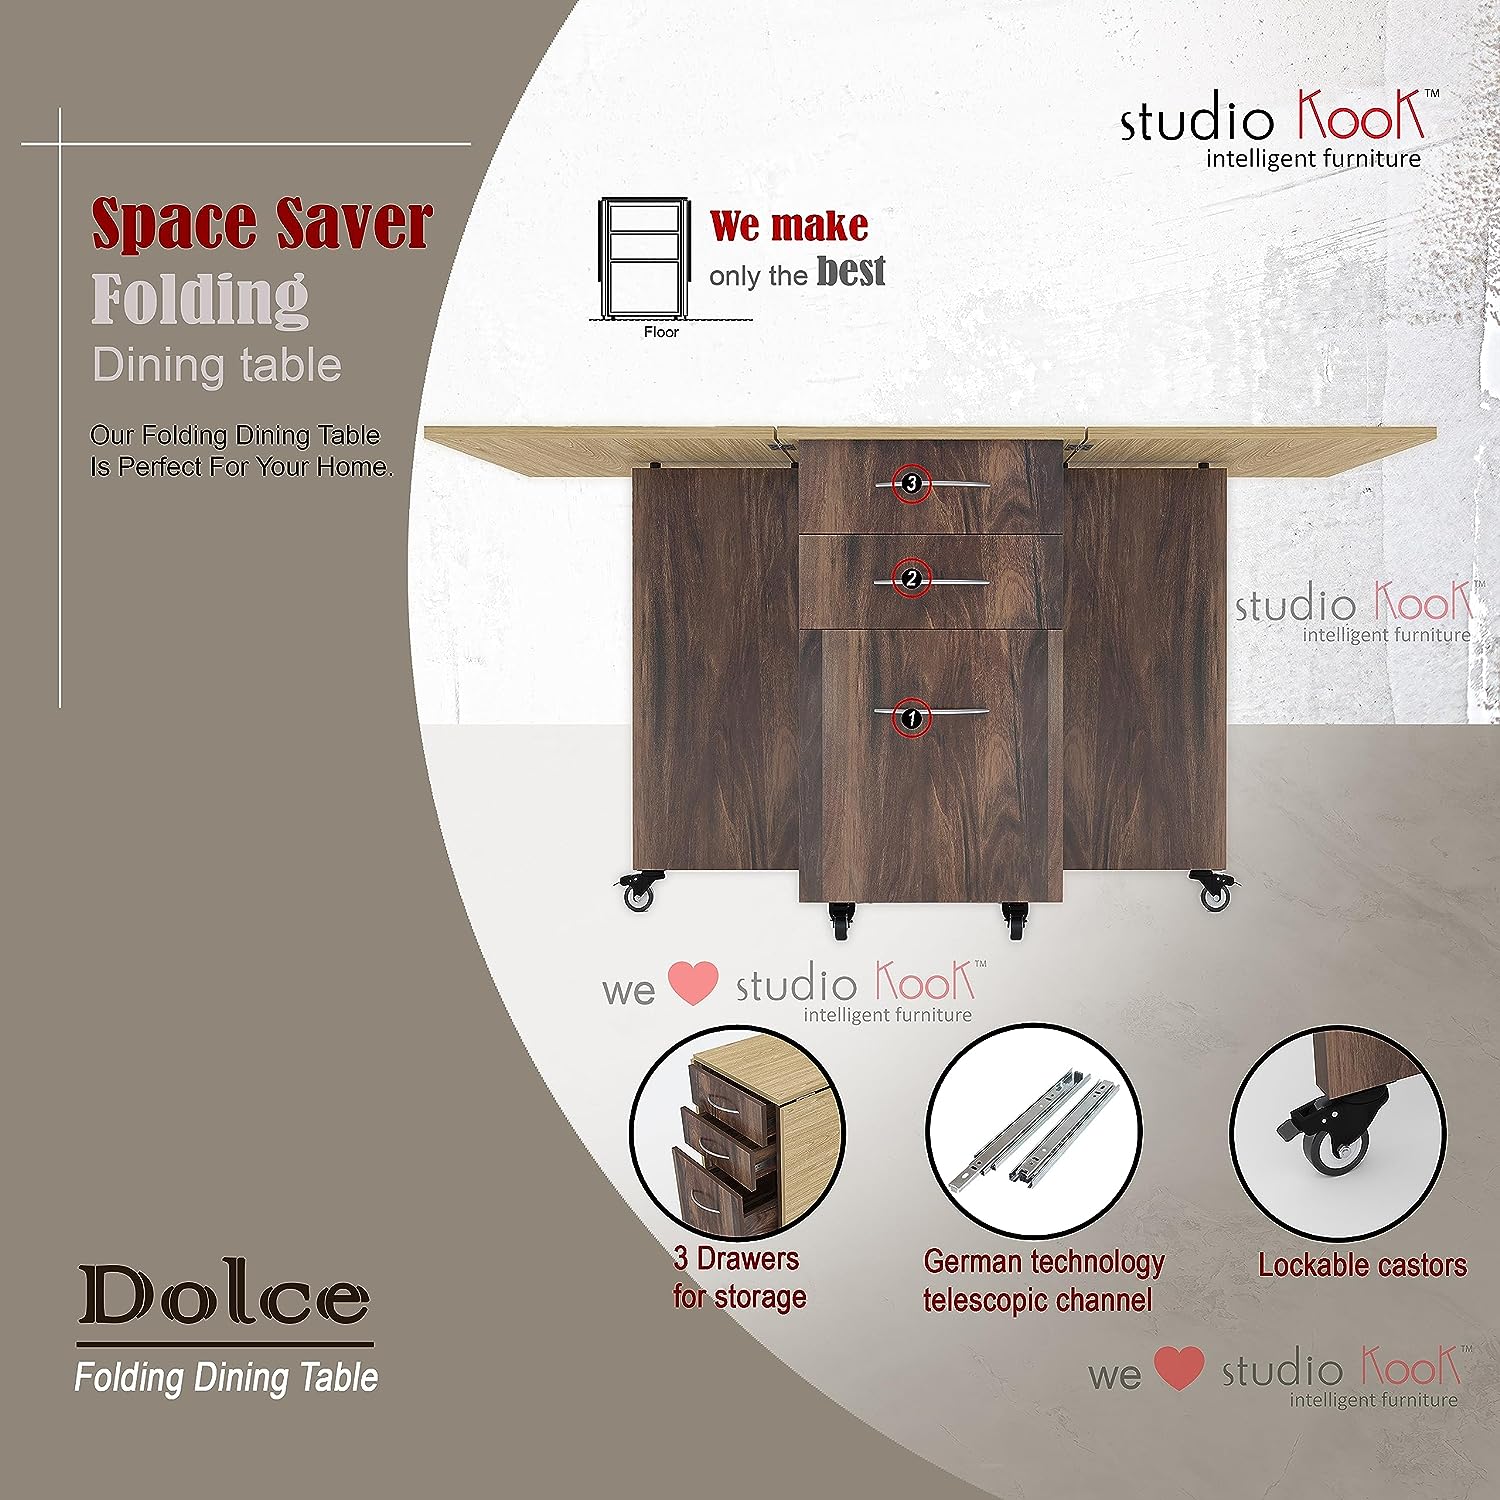 studio KooK™
intelligent furniture
Space Saver
Folding
Dining table
Our Folding Dining Table
Is Perfect For Your Home.
We make
only the best
Floor
3
2
1
studio KooK™
intelligent furniture
we studio KooK™
intelligent furniture
3 Drawers
for storage
German technology
telescopic channel
Lockable castors
Dolce
Folding Dining Table
we studio KooK™
intelligent furniture